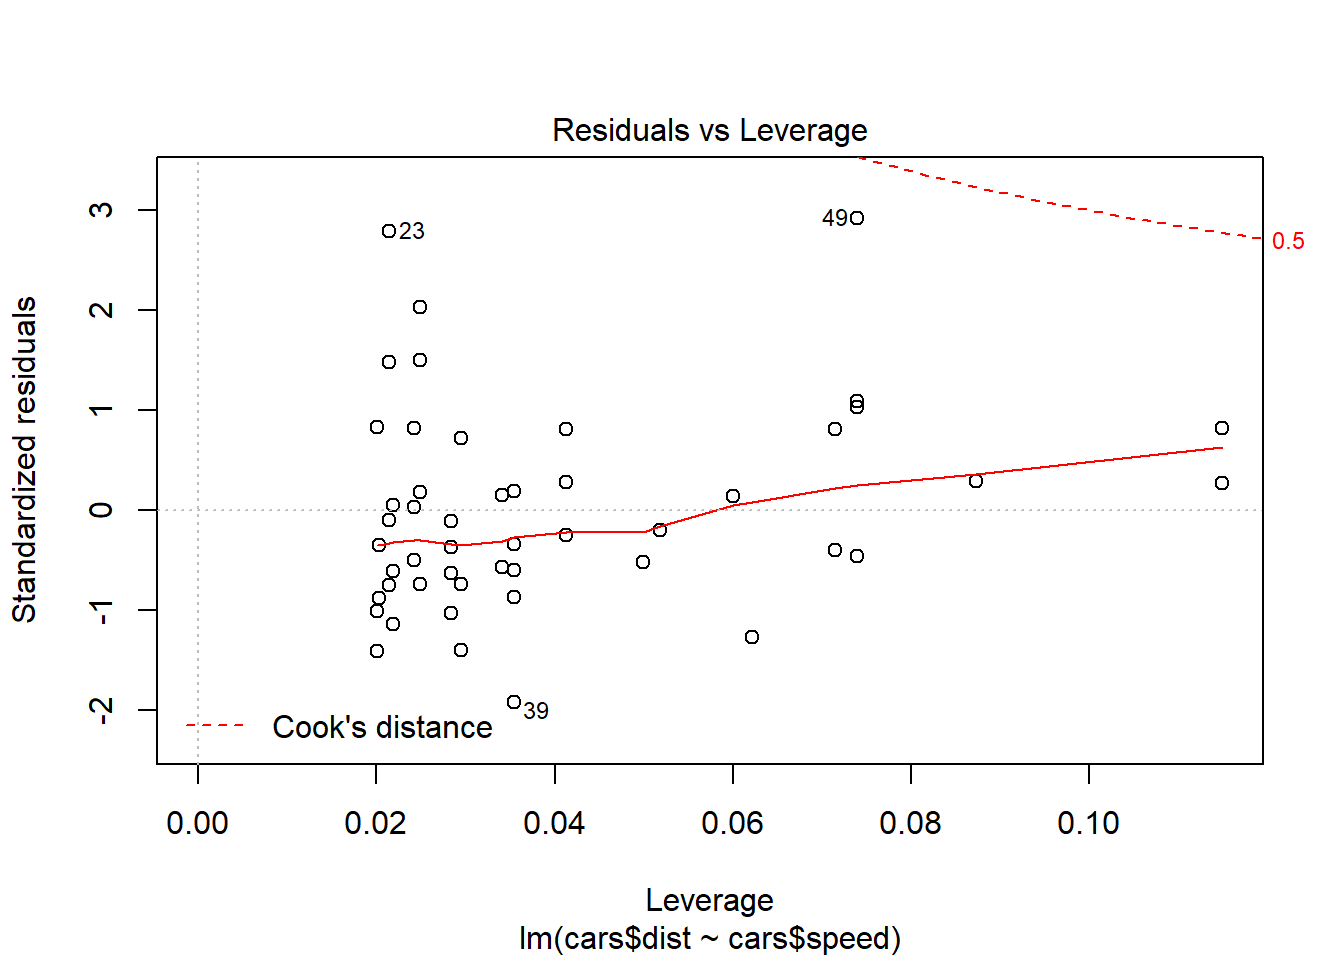 Residuals vs Leverage
Standardized residuals
3
2
1
0
-1
-2
23
49
39
0.5
Cook's distance
0.00 0.02 0.04 0.06 0.08 0.10
Leverage
lm(cars$dist ~ cars$speed)